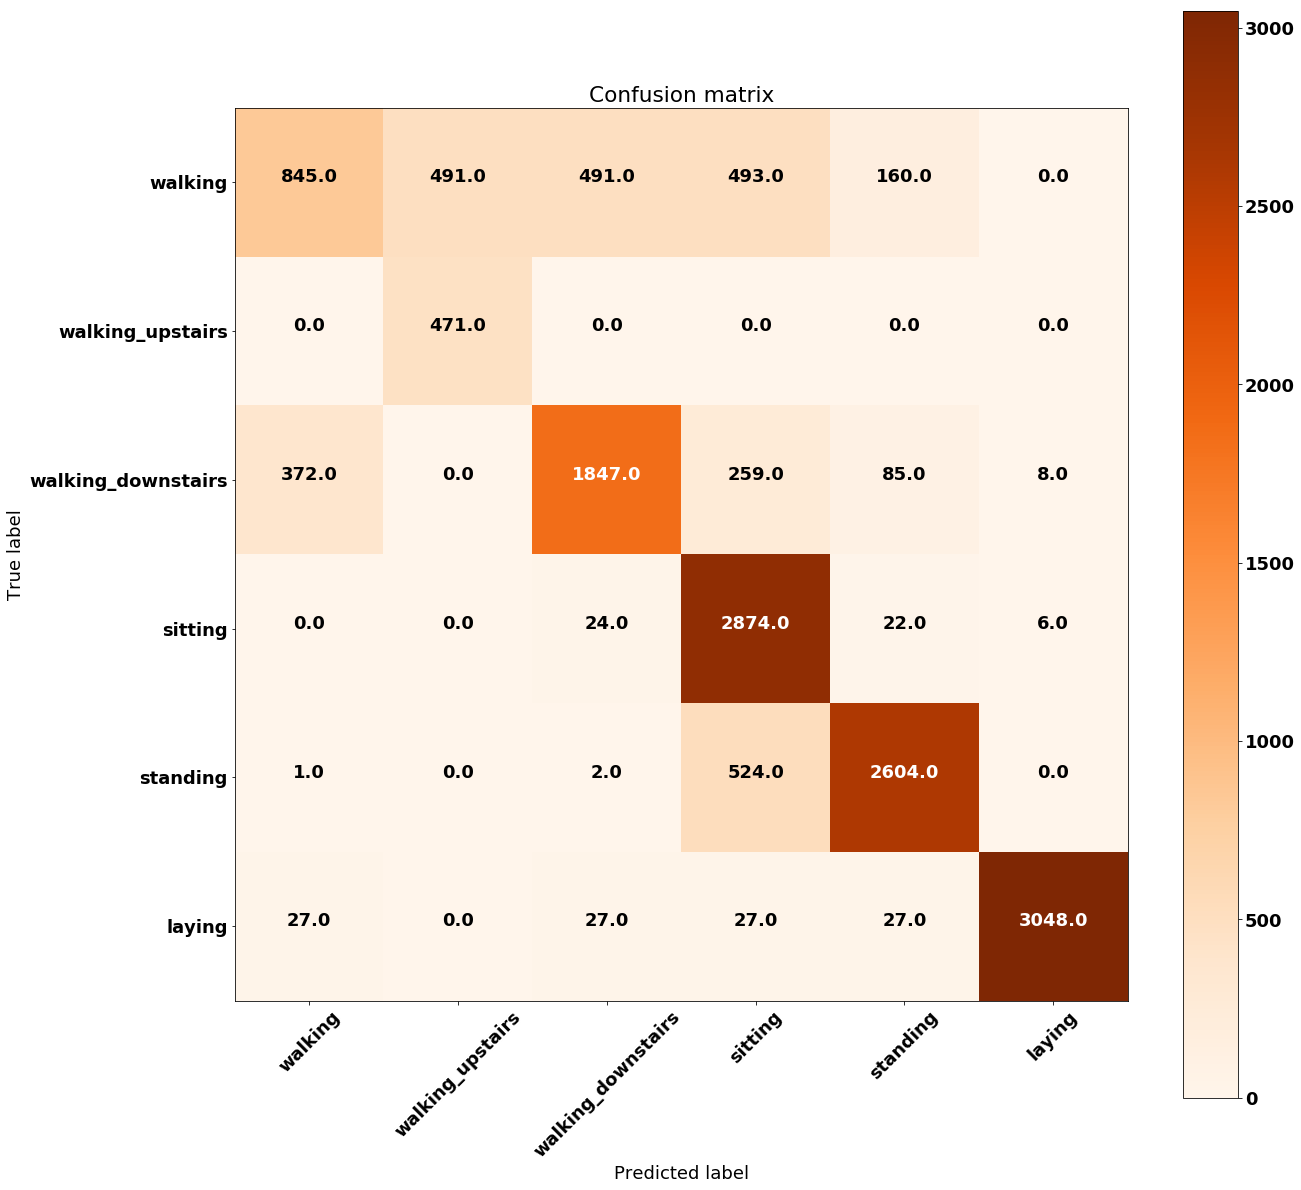 Confusion matrix
walking 845.0 491.0 491.0 493.0 160.0 0.0
walking_upstairs 0.0 471.0 0.0 0.0 0.0 0.0
walking_downstairs 372.0 0.0 1847.0 259.0 85.0 8.0
sitting 0.0 0.0 24.0 2874.0 22.0 6.0
standing 1.0 0.0 2.0 524.0 2604.0 0.0
laying 27.0 0.0 27.0 27.0 27.0 3048.0
True label
walking
walking_upstairs
walking_downstairs
sitting
standing
laying
Predicted label
3000
2500
2000
1500
1000
500
0